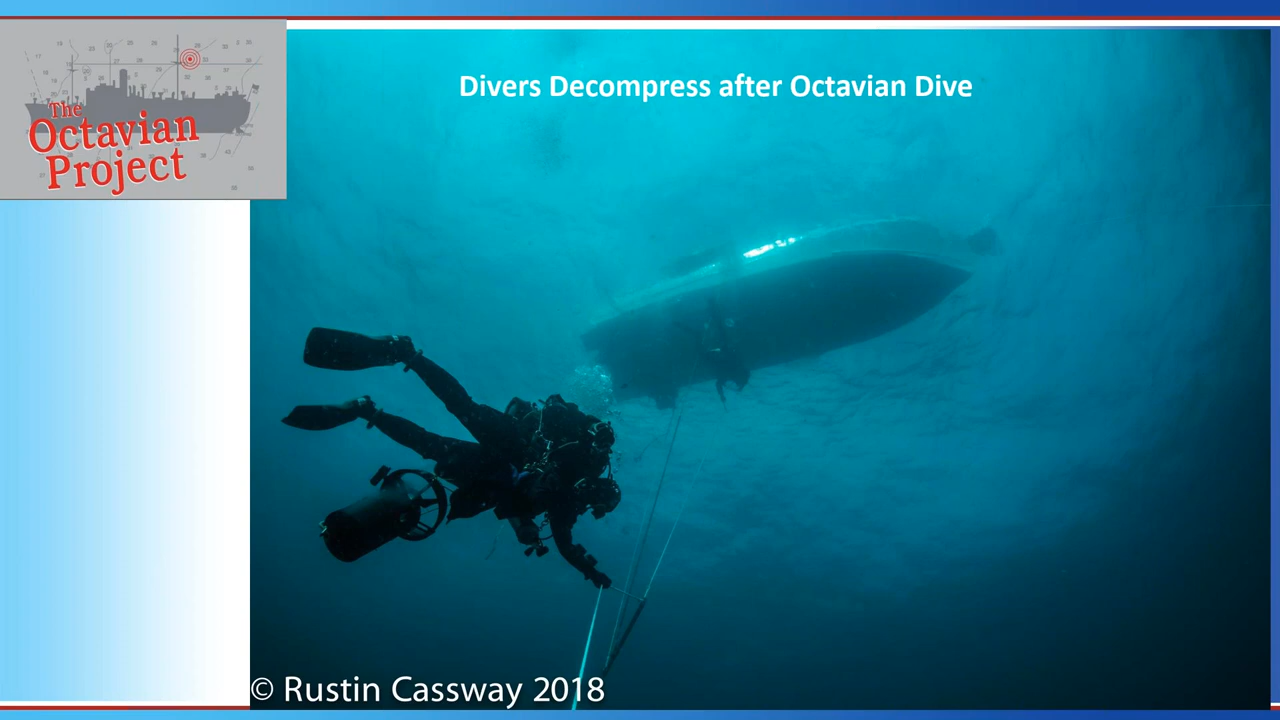 The
Octavian
Project
Divers Decompress after Octavian Dive
© Rustin Cassway 2018